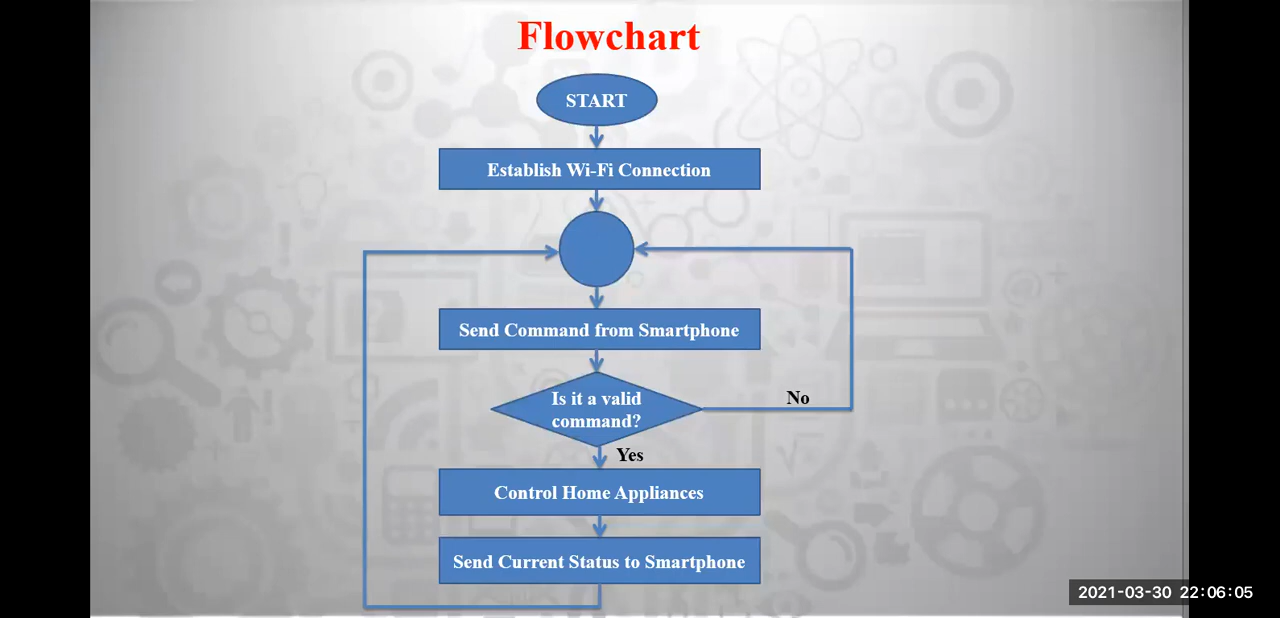 Flowchart
START
Establish Wi-Fi Connection
Send Command from Smartphone
Is it a valid
command?
No
Yes
Control Home Appliances
Send Current Status to Smartphone
2021-03-30 22:06:05